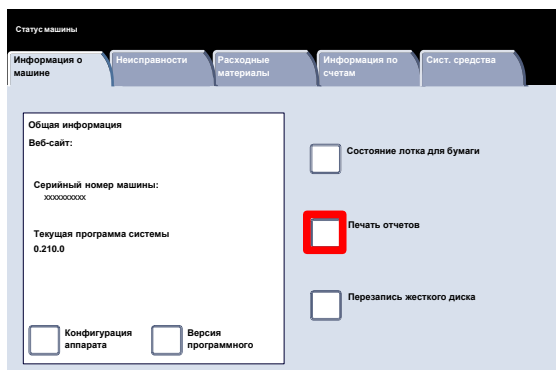 Статус машины
Информация о машине
Неисправности
Расходные материалы
Информация по счетам
Сист. средства
Общая информация
Веб-сайт:
Серийный номер машины:
xxxxxxxxxx
Текущая программа системы
0.210.0
Конфигурация аппарата
Версия программного
Состояние лотка для бумаги
Печать отчетов
Перезапись жесткого диска